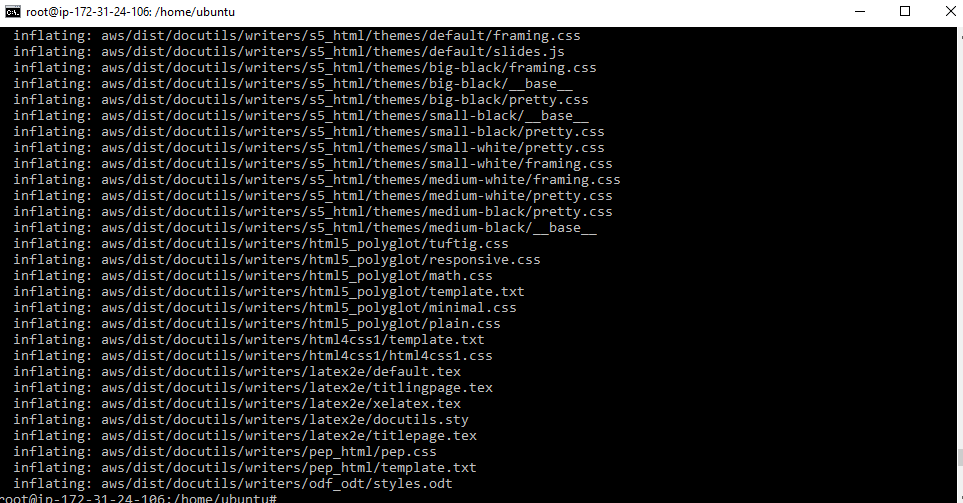 root@ip-172-31-24-106: /home/ubuntu
inflating: aws/dist/docutils/writers/s5_html/themes/default/framing.css
inflating: aws/dist/docutils/writers/s5_html/themes/default/slides.js
inflating: aws/dist/docutils/writers/s5_html/themes/big-black/framing.css
inflating: aws/dist/docutils/writers/s5_html/themes/big-black/__base__
inflating: aws/dist/docutils/writers/s5_html/themes/big-black/pretty.css
inflating: aws/dist/docutils/writers/s5_html/themes/small-black/__base__
inflating: aws/dist/docutils/writers/s5_html/themes/small-black/pretty.css
inflating: aws/dist/docutils/writers/s5_html/themes/small-white/pretty.css
inflating: aws/dist/docutils/writers/s5_html/themes/small-white/framing.css
inflating: aws/dist/docutils/writers/s5_html/themes/medium-white/framing.css
inflating: aws/dist/docutils/writers/s5_html/themes/medium-white/pretty.css
inflating: aws/dist/docutils/writers/s5_html/themes/medium-black/pretty.css
inflating: aws/dist/docutils/writers/s5_html/themes/medium-black/__base__
inflating: aws/dist/docutils/writers/html5_polyglot/tuftig.css
inflating: aws/dist/docutils/writers/html5_polyglot/responsive.css
inflating: aws/dist/docutils/writers/html5_polyglot/math.css
inflating: aws/dist/docutils/writers/html5_polyglot/template.txt
inflating: aws/dist/docutils/writers/html5_polyglot/minimal.css
inflating: aws/dist/docutils/writers/html5_polyglot/plain.css
inflating: aws/dist/docutils/writers/html4css1/template.txt
inflating: aws/dist/docutils/writers/html4css1/html4css1.css
inflating: aws/dist/docutils/writers/latex2e/default.tex
inflating: aws/dist/docutils/writers/latex2e/titlingpage.tex
inflating: aws/dist/docutils/writers/latex2e/xelatex.tex
inflating: aws/dist/docutils/writers/latex2e/docutils.sty
inflating: aws/dist/docutils/writers/latex2e/titlepage.tex
inflating: aws/dist/docutils/writers/pep_html/pep.css
inflating: aws/dist/docutils/writers/pep_html/template.txt
inflating: aws/dist/docutils/writers/odf_odt/styles.odt
root@ip-172-31-24-106:/home/ubuntu#